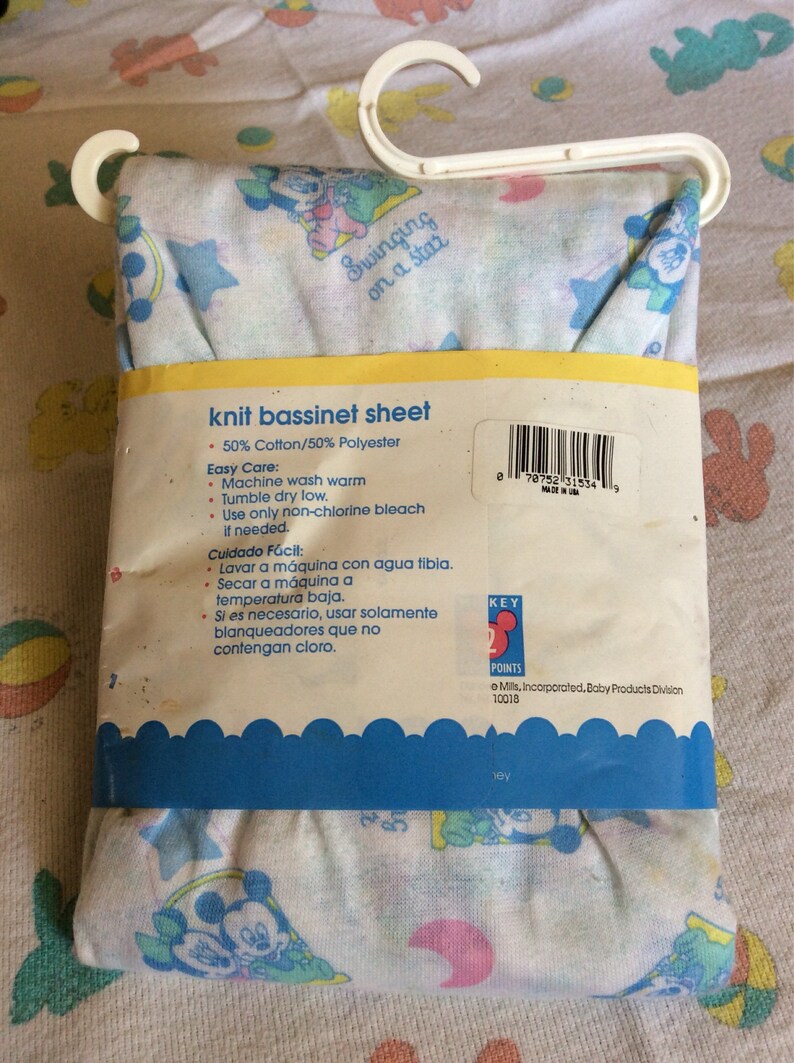 Swinging
on a Star
knit bassinet sheet
• 50% Cotton/50% Polyester
Easy Care:
• Machine wash warm
• Tumble dry low.
• Use only non-chlorine bleach
if needed.
Cuidado Fácil:
• Lavar a máquina con agua tibia.
• Secar a máquina a
temperatura baja.
• Si es necesario, usar solamente
blanqueadores que no
contengan cloro.
0 70752 31534 9
MADE IN USA
KEY
2
POINTS
e Mills, Incorporated, Baby Products Division
10018
ney